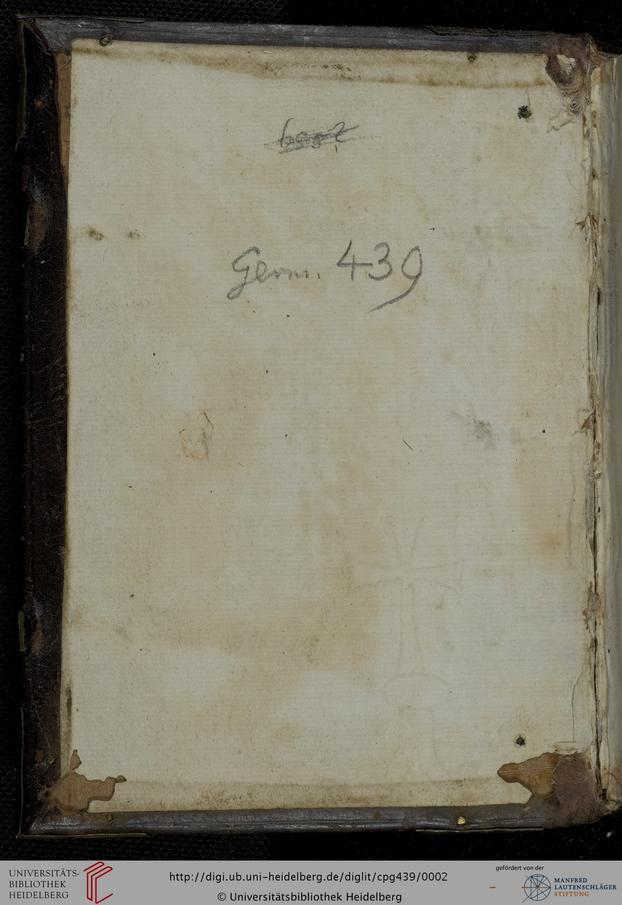 Germ. 439
UNIVERSITÄTS-
BIBLIOTHEK
HEIDELBERG
http://digi.ub.uni-heidelberg.de/diglit/cpg439/0002
© Universitätsbibliothek Heidelberg
gefördert von der
MANFRED
LAUTENSCHLÄGER
STIFTUNG